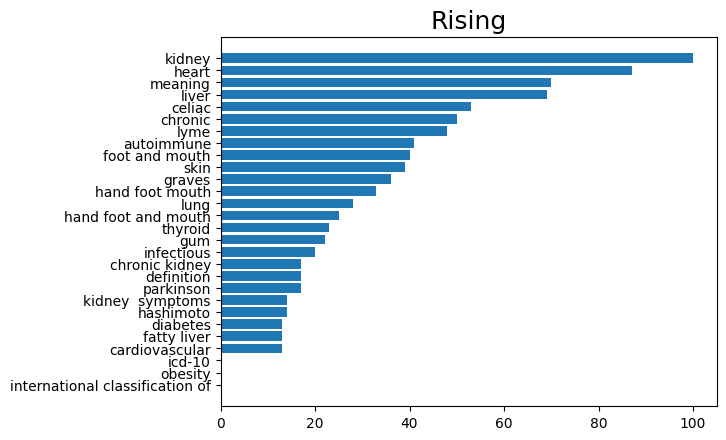 Rising
kidney
heart
meaning
liver
celiac
chronic
lyme
autoimmune
foot and mouth
skin
graves
hand foot mouth
lung
hand foot and mouth
thyroid
gum
infectious
chronic kidney
definition
parkinson
kidney  symptoms
hashimoto
diabetes
fatty liver
cardiovascular
icd-10
obesity
international classification of
0 20 40 60 80 100